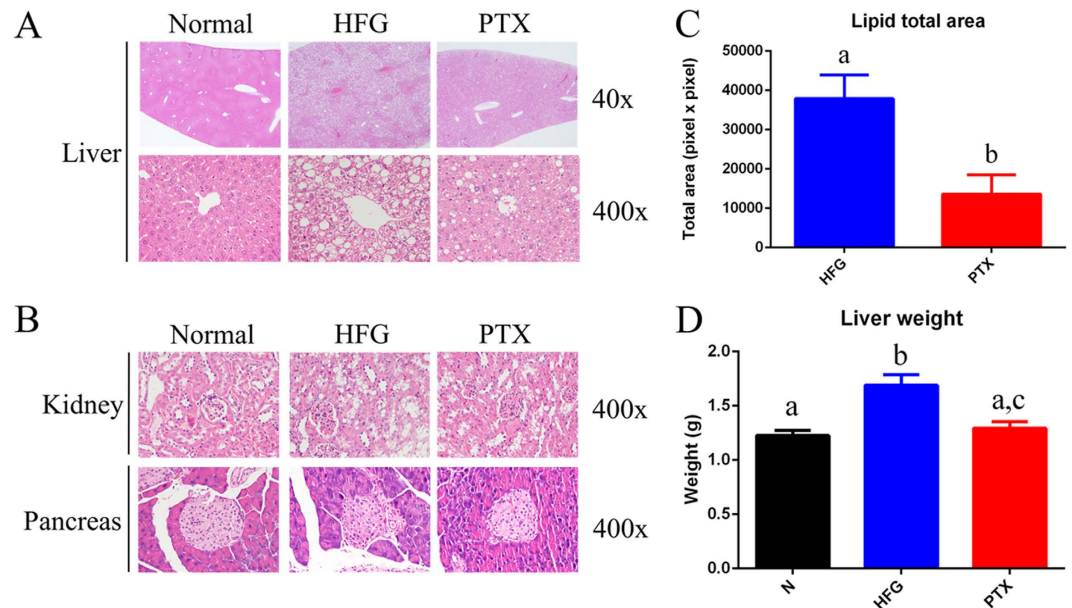 A
Normal HFG PTX
Liver
40x
400x
B
Normal HFG PTX
Kidney
400x
Pancreas
400x
C
Lipid total area
Total area (pixel x pixel)
50000
40000
30000
20000
10000
0
a
b
HFG
PTX
D
Liver weight
Weight (g)
2.0
1.5
1.0
0.5
0.0
a
b
a,c
N
HFG
PTX